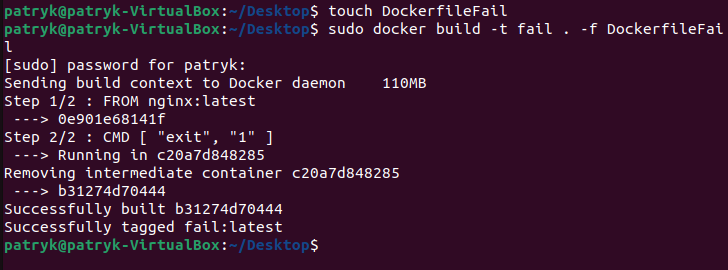 patryk@patryk-VirtualBox:~/Desktop$ touch DockerfileFail
patryk@patryk-VirtualBox:~/Desktop$ sudo docker build -t fail . -f DockerfileFai
l
[sudo] password for patryk:
Sending build context to Docker daemon    110MB
Step 1/2 : FROM nginx:latest
 ---> 0e901e68141f
Step 2/2 : CMD [ "exit", "1" ]
 ---> Running in c20a7d848285
Removing intermediate container c20a7d848285
 ---> b31274d70444
Successfully built b31274d70444
Successfully tagged fail:latest
patryk@patryk-VirtualBox:~/Desktop$